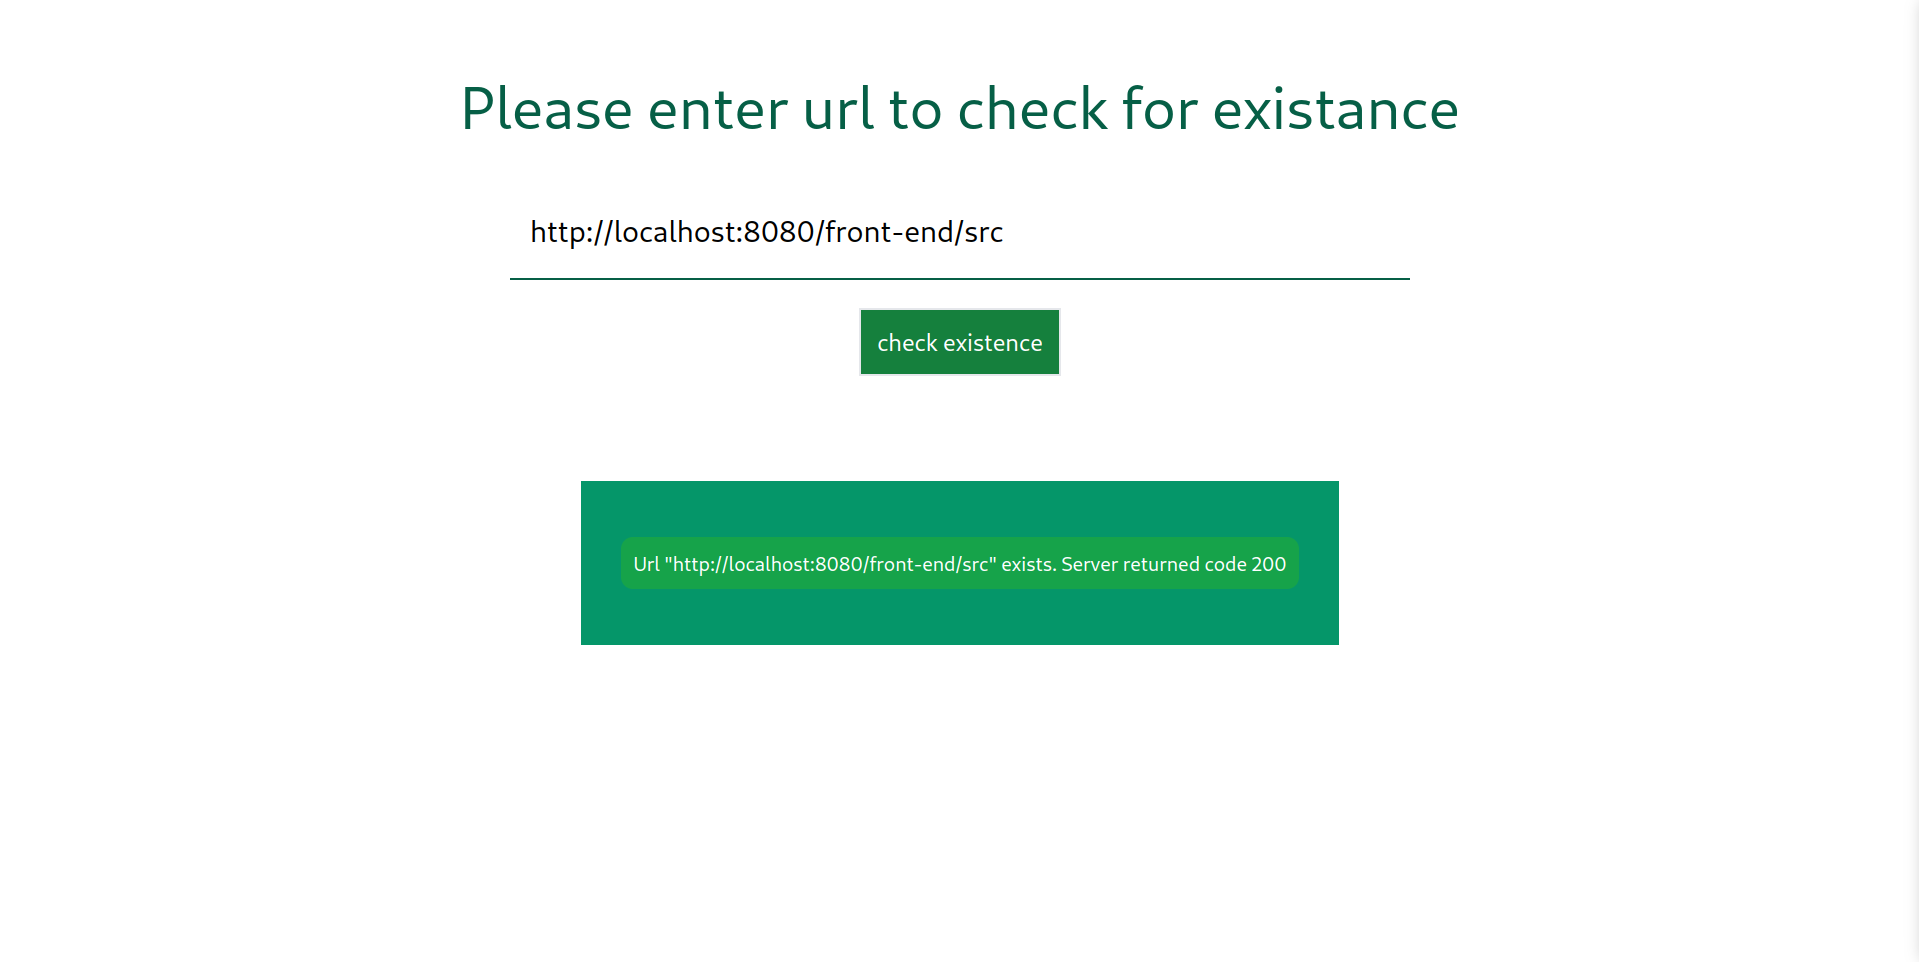 Please enter url to check for existance
http://localhost:8080/front-end/src
check existence
Url "http://localhost:8080/front-end/src" exists. Server returned code 200